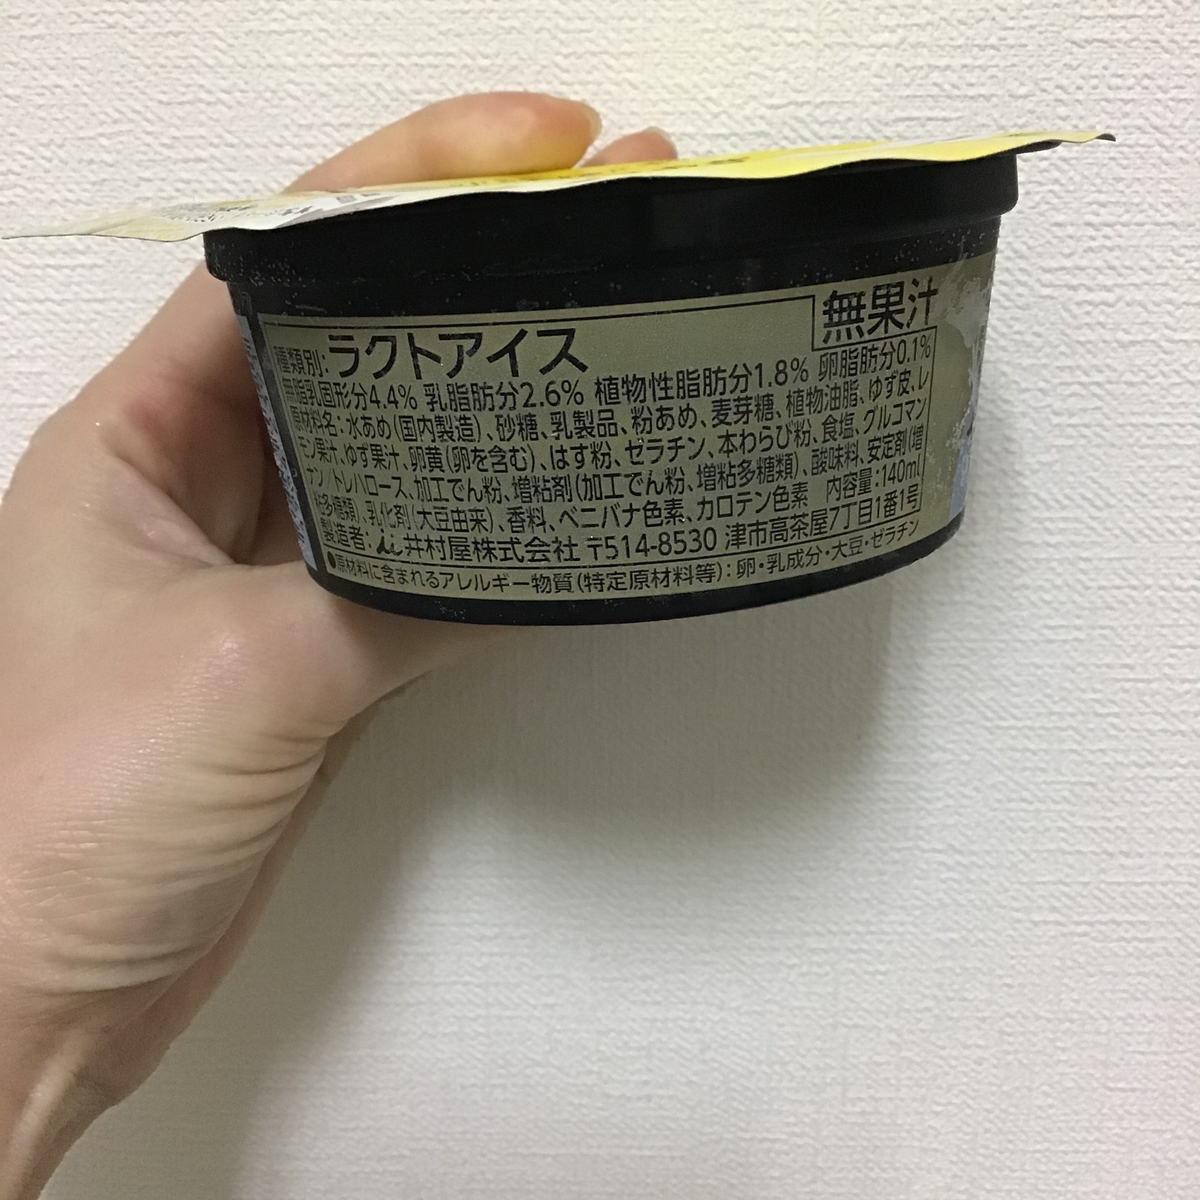 無果汁
種類別:ラクトアイス
無脂乳固形分4.4% 乳脂肪分2.6% 植物性脂肪分1.8% 卵脂肪分0.1%
原材料名:水あめ(国内製造)、砂糖、乳製品、粉あめ、麦芽糖、植物油脂、ゆず皮、レ
モン果汁、ゆず果汁、卵黄(卵を含む)、はす粉、ゼラチン、本わらび粉、食塩、グルコマン
ナン/トレハロース、加工でん粉、増粘剤(加工でん粉、増粘多糖類)、酸味料、安定剤(増
粘多糖類)、乳化剤(大豆由来)、香料、ベニバナ色素、カロテン色素 内容量:140ml
製造者:井村屋株式会社 〒514-8530 津市高茶屋7丁目1番1号
●原材料に含まれるアレルギー物質(特定原材料等):卵・乳成分・大豆・ゼラチン